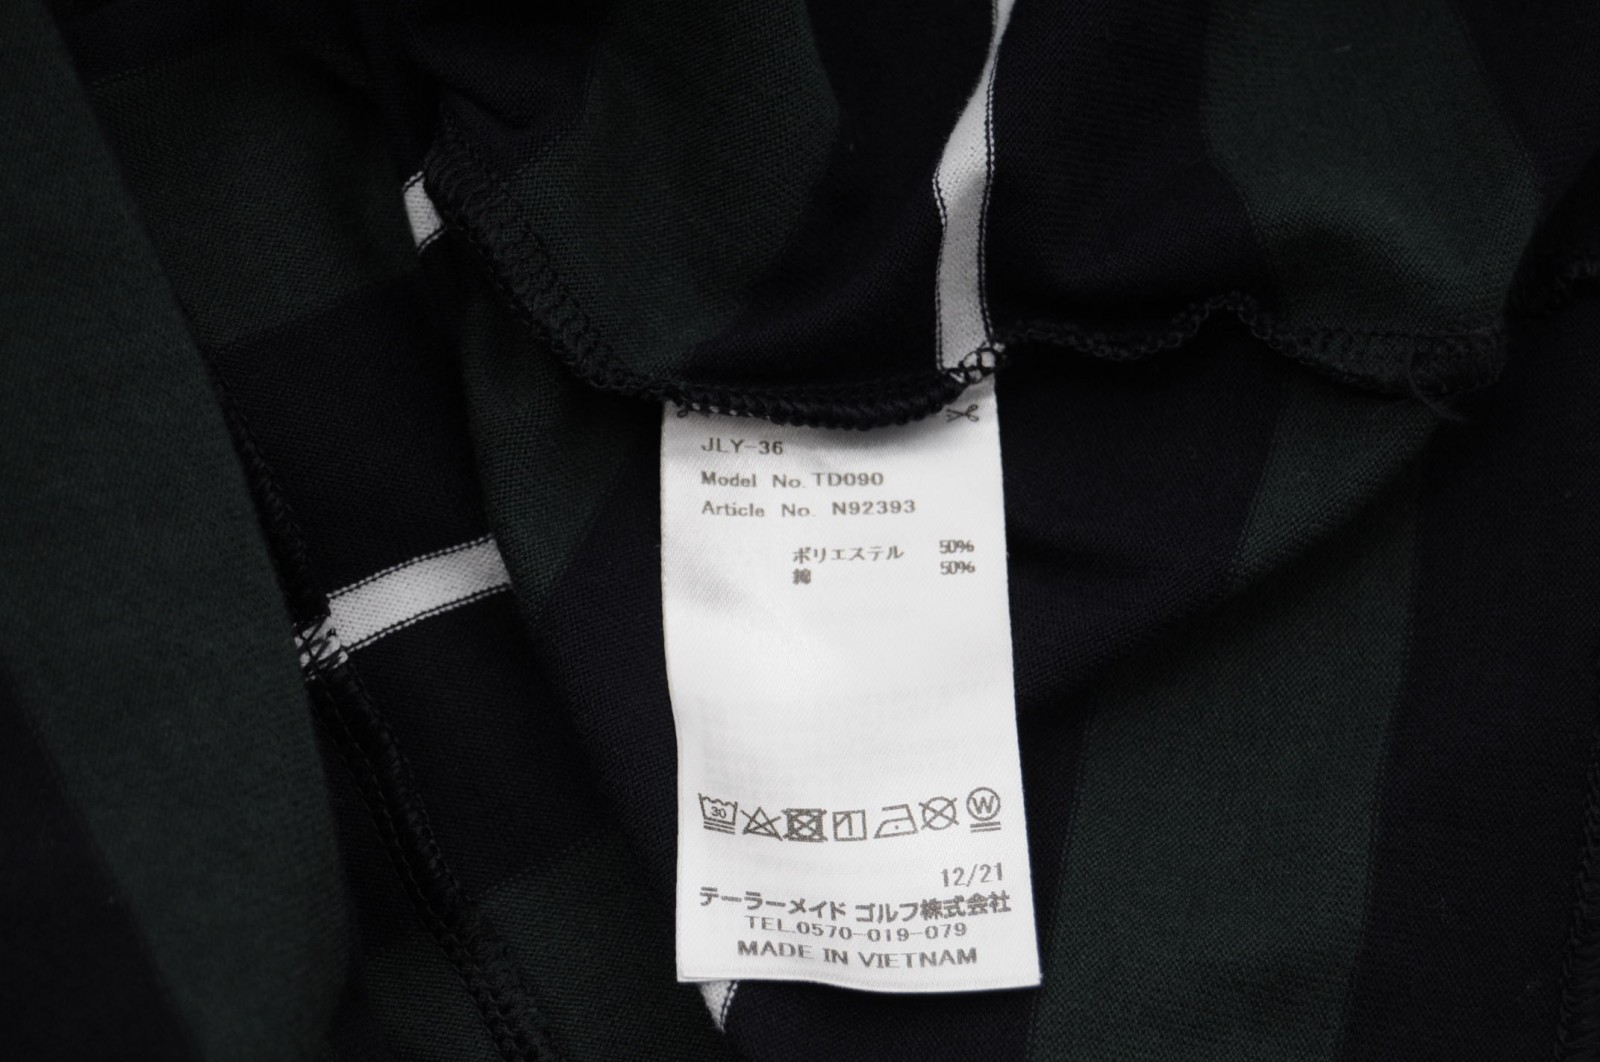 JLY-36
Model No. TD090
Article No. N92393
ポリエステル 50%
綿 50%
30
W
12/21
テーラーメイド ゴルフ株式会社
TEL.0570-019-079
MADE IN VIETNAM